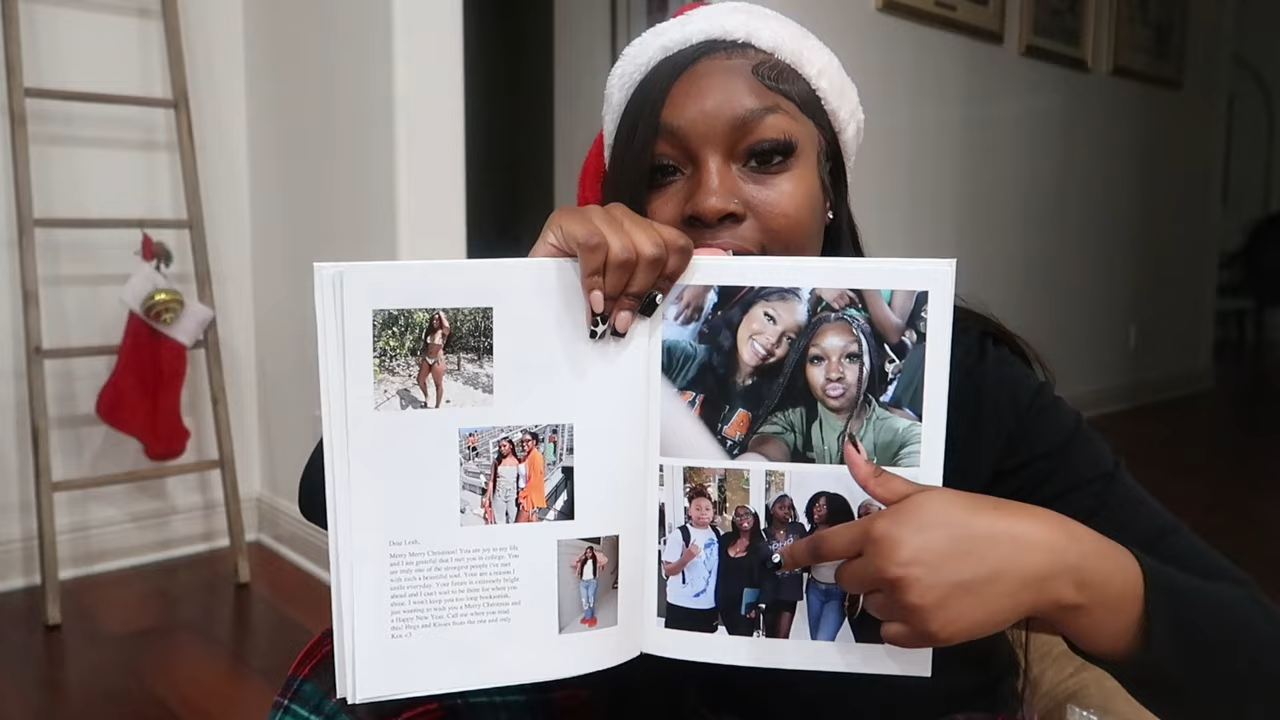 Dear Leah,
Merry Merry Christmas! You are joy to my life
and I am grateful that I met you in college. You
are truly one of the strongest people I've met
with such a beautiful soul. Your are a reason I
smile everyday. Your future is extremely bright
ahead and I can't wait to be there for when you
shine. I won't keep you too long
just wanting to wish you a Merry Christmas and
a Happy New Year. Call me when you read
this! Hugs and Kisses from the one and only,
Ken <3